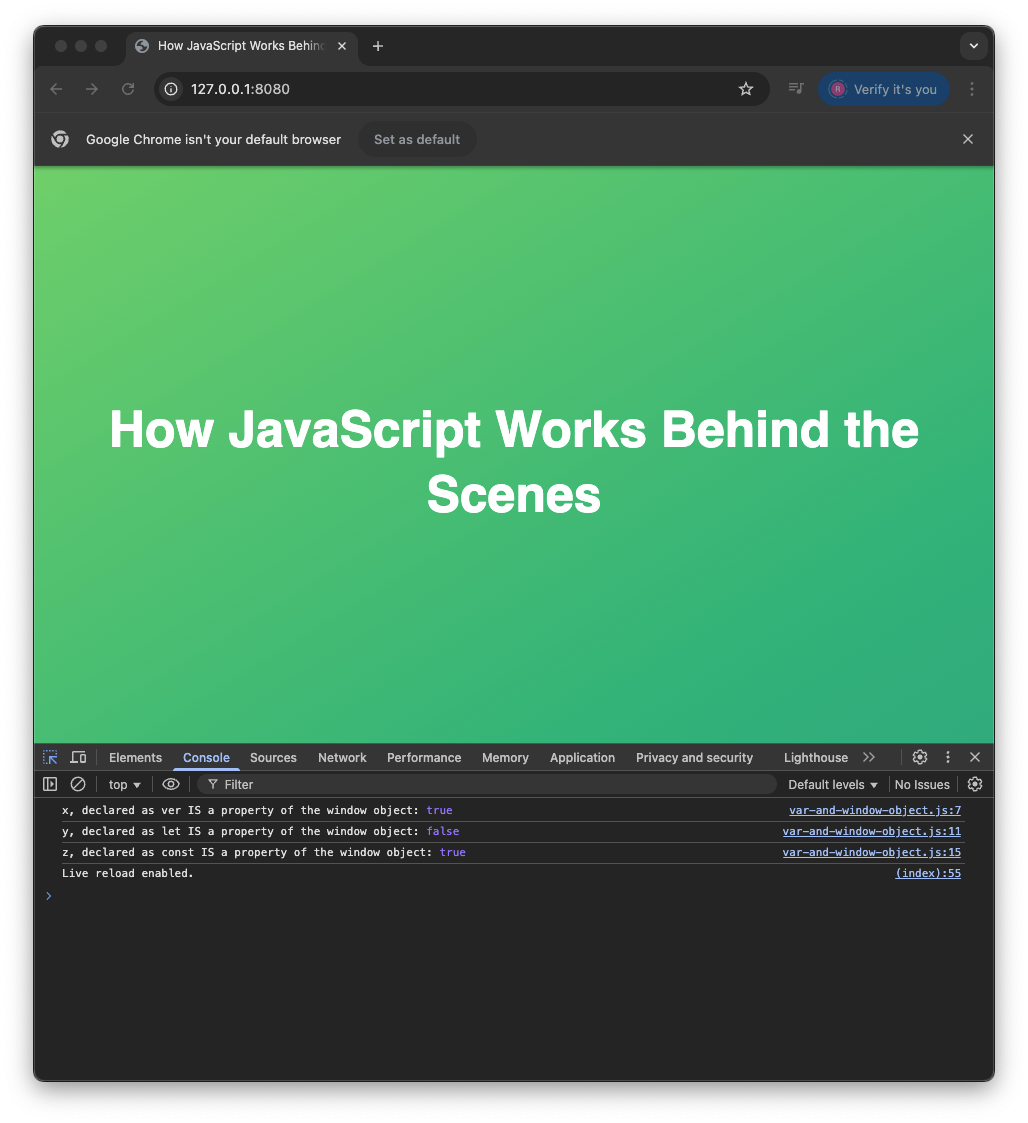 How JavaScript Works Behind
127.0.0.1:8080
R
Verify it's you
Google Chrome isn't your default browser
Set as default
How JavaScript Works Behind the
Scenes
Elements Console Sources Network Performance Memory Application Privacy and security Lighthouse
top Filter Default levels No Issues
x, declared as ver IS a property of the window object: true var-and-window-object.js:7
y, declared as let IS a property of the window object: false var-and-window-object.js:11
z, declared as const IS a property of the window object: true var-and-window-object.js:15
Live reload enabled. (index):55